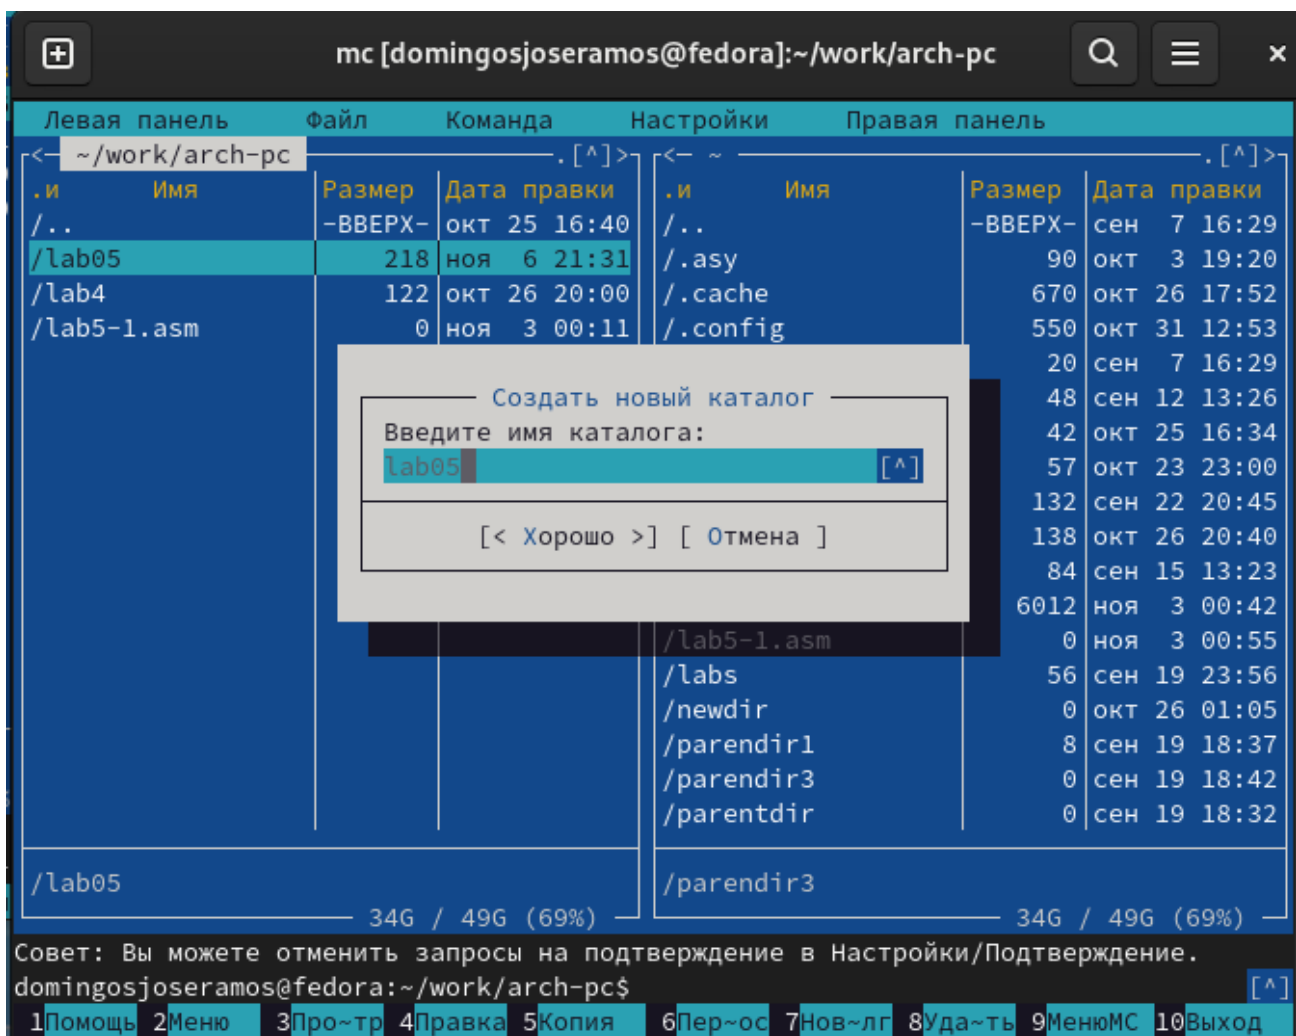 mc [domingosjoseramos@fedora]:~/work/arch-pc
Левая панель Файл Команда Настройки Правая панель
<─ ~/work/arch-pc .[^]> <─ ~ .[^]>
.и Имя Размер Дата правки .и Имя Размер Дата правки
/.. -ВВЕРХ- окт 25 16:40 /.. -ВВЕРХ- сен 7 16:29
/lab05 218 ноя 6 21:31 /.asy 90 окт 3 19:20
/lab4 122 окт 26 20:00 /.cache 670 окт 26 17:52
/lab5-1.asm 0 ноя 3 00:11 /.config 550 окт 31 12:53
20 сен 7 16:29
Создать новый каталог 48 сен 12 13:26
Введите имя каталога: 42 окт 25 16:34
lab05 [^] 57 окт 23 23:00
132 сен 22 20:45
[< Хорошо >] [ Отмена ] 138 окт 26 20:40
84 сен 15 13:23
6012 ноя 3 00:42
/lab5-1.asm 0 ноя 3 00:55
/labs 56 сен 19 23:56
/newdir 0 окт 26 01:05
/parendir1 8 сен 19 18:37
/parendir3 0 сен 19 18:42
/parentdir 0 сен 19 18:32
/lab05 /parendir3
34G / 49G (69%) 34G / 49G (69%)
Совет: Вы можете отменить запросы на подтверждение в Настройки/Подтверждение.
domingosjoseramos@fedora:~/work/arch-pc$ [^]
1Помощь 2Меню 3Про~тр 4Правка 5Копия 6Пер~ос 7Нов~лг 8Уда~ть 9МенюМС 10Выход